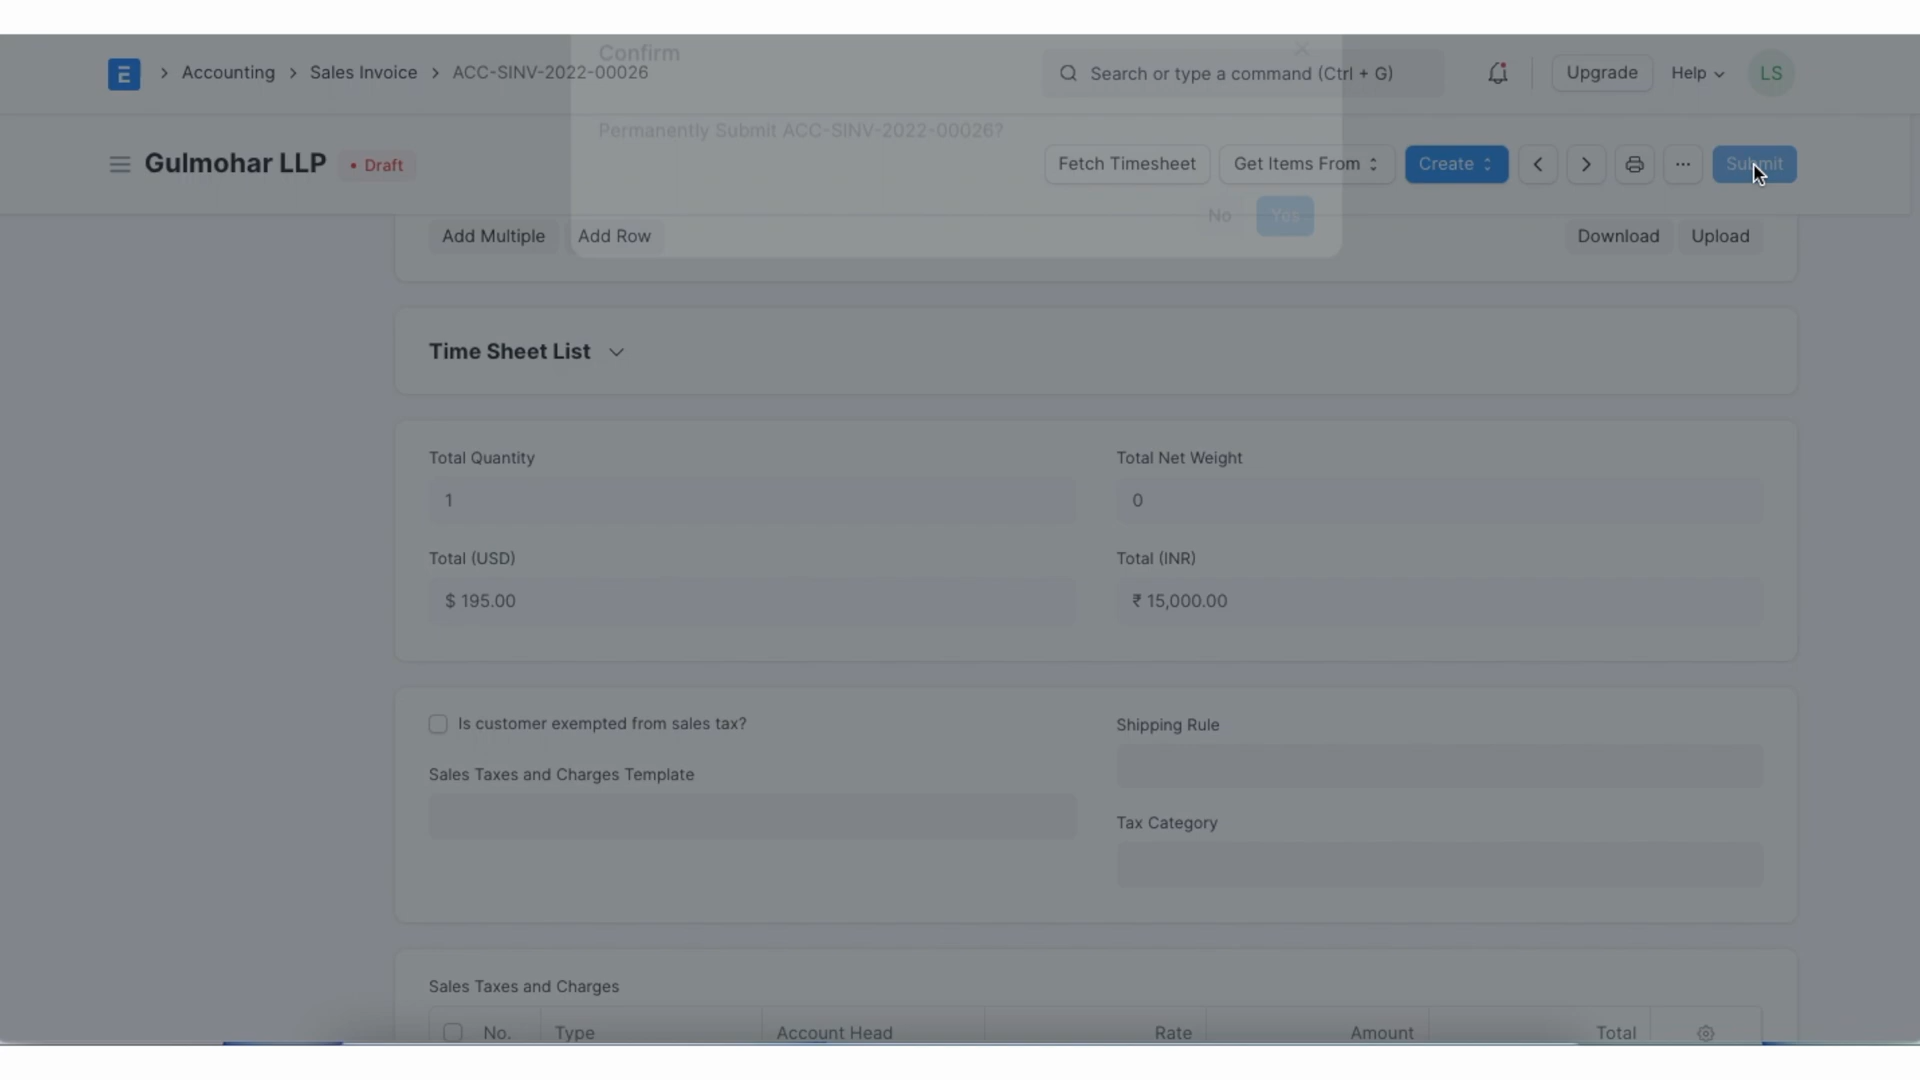 Confirm
E > Accounting > Sales Invoice > ACC-SINV-2022-00026
Search or type a command (Ctrl + G)
Upgrade
Help
LS
Permanently Submit ACC-SINV-2022-00026?
Gulmohar LLP
• Draft
Fetch Timesheet
Get Items From
Create
...
Submit
No
Yes
Add Multiple
Add Row
Download
Upload
Time Sheet List
Total Quantity
1
Total Net Weight
0
Total (USD)
$ 195.00
Total (INR)
₹ 15,000.00
Is customer exempted from sales tax?
Shipping Rule
Sales Taxes and Charges Template
Tax Category
Sales Taxes and Charges
No. Type Account Head Rate Amount Total